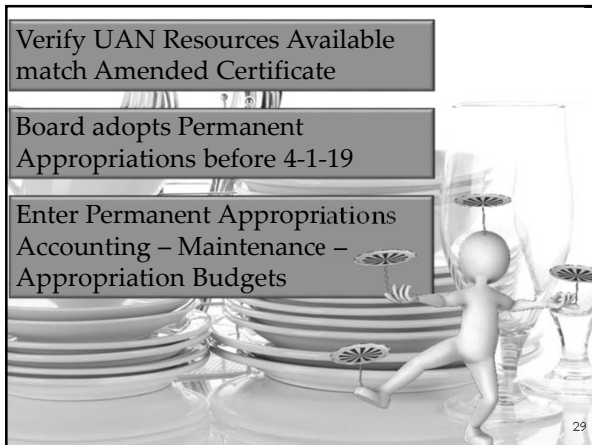 Verify UAN Resources Available
match Amended Certificate
Board adopts Permanent
Appropriations before 4-1-19
Enter Permanent Appropriations
Accounting – Maintenance –
Appropriation Budgets
29